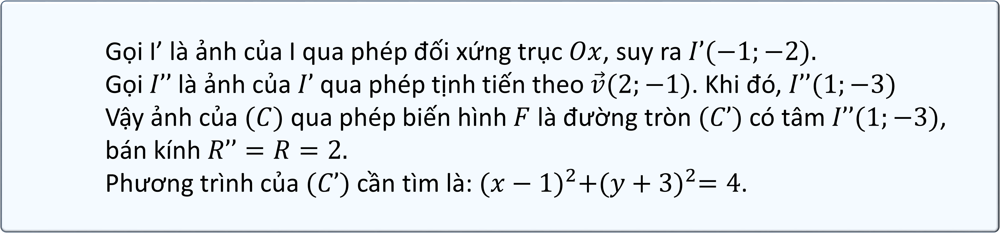 Gọi I’ là ảnh của I qua phép đối xứng trục Ox, suy ra I’(−1; −2).
Gọi I’’ là ảnh của I’ qua phép tịnh tiến theo v⃗(2; −1). Khi đó, I’’(1; −3)
Vậy ảnh của (C) qua phép biến hình F là đường tròn (C’) có tâm I’’(1; −3),
bán kính R’’ = R = 2.
Phương trình của (C’) cần tìm là: (x − 1)²+(y + 3)²= 4.